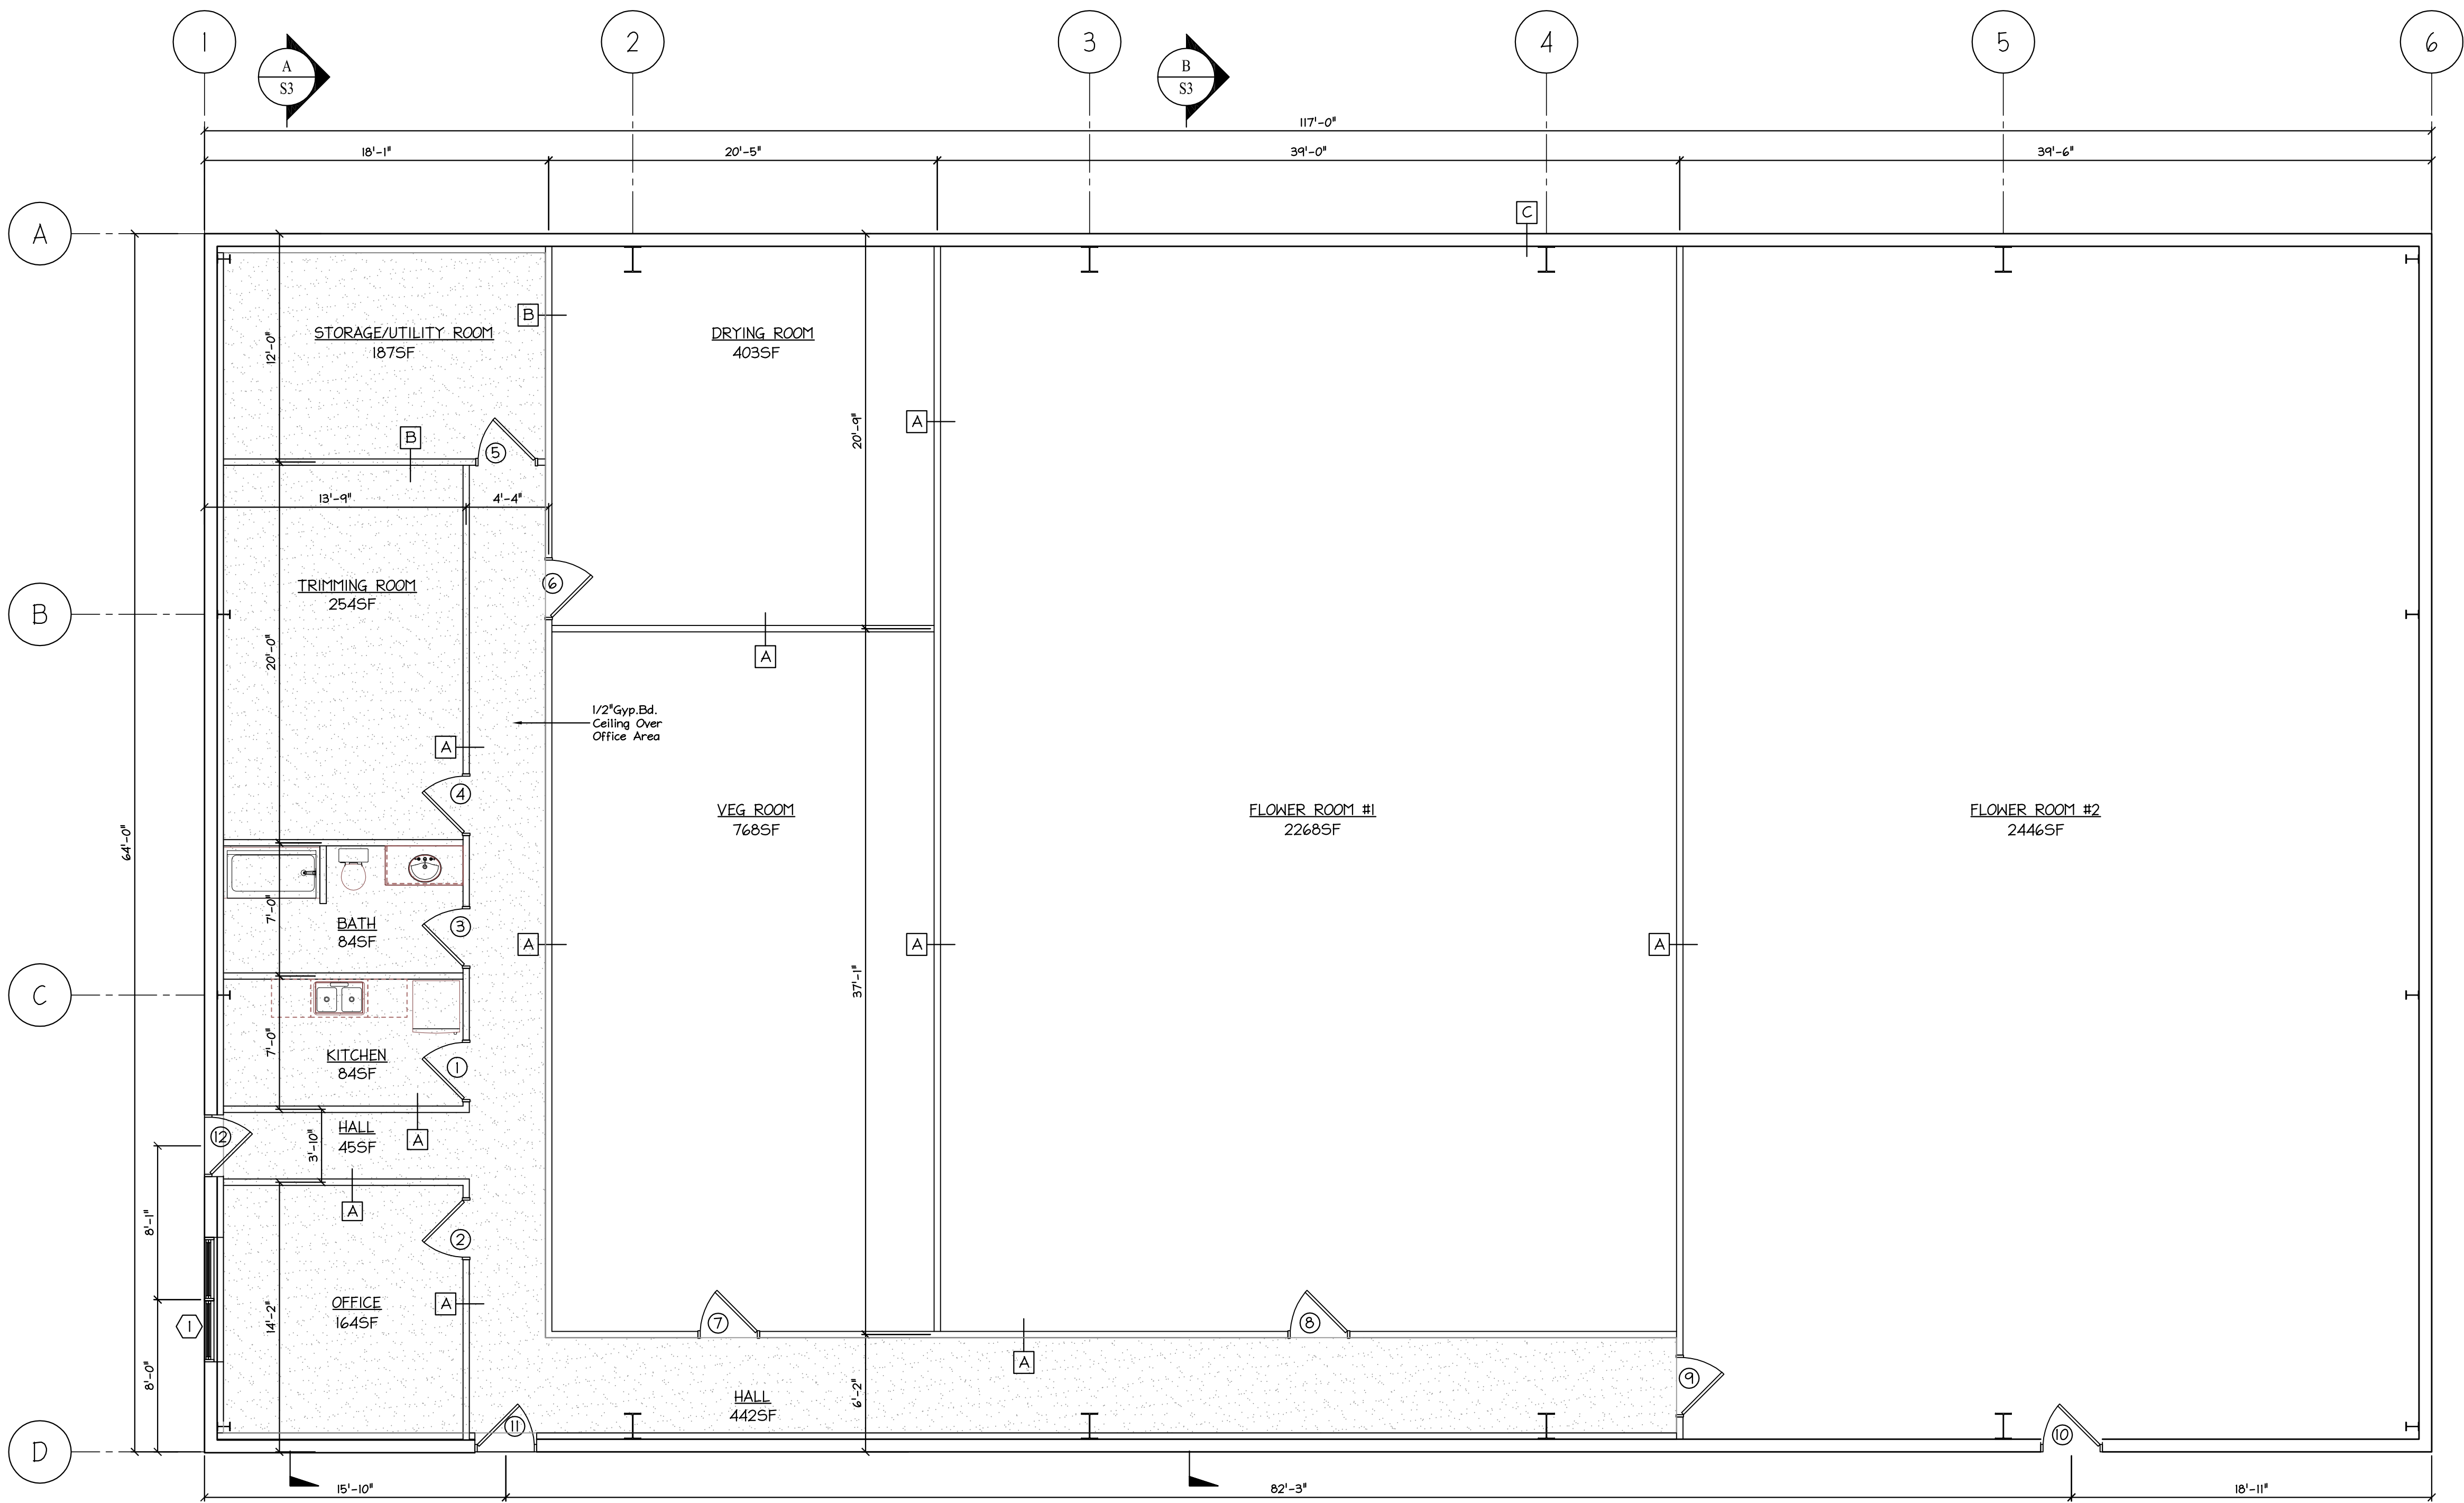 1
2
3
4
5
6
A
S3
B
S3
117'-0"
18'-1"
20'-5"
39'-0"
39'-6"
A
B
C
D
C
STORAGE/UTILITY ROOM
187SF
12'-0"
B
B
5
DRYING ROOM
403SF
20'-9"
A
13'-9"
4'-4"
TRIMMING ROOM
254SF
20'-0"
6
A
1/2"Gyp.Bd.
Ceiling Over
Office Area
A
4
64'-0"
VEG ROOM
768SF
FLOWER ROOM #1
2268SF
FLOWER ROOM #2
2446SF
7'-0"
BATH
84SF
3
A
A
A
37'-1"
7'-0"
KITCHEN
84SF
1
12
HALL
45SF
3'-10"
A
A
8'-1"
2
1
OFFICE
164SF
14'-2"
A
7
8
A
8'-0"
HALL
442SF
6'-2"
9
11
10
15'-10"
82'-3"
18'-11"